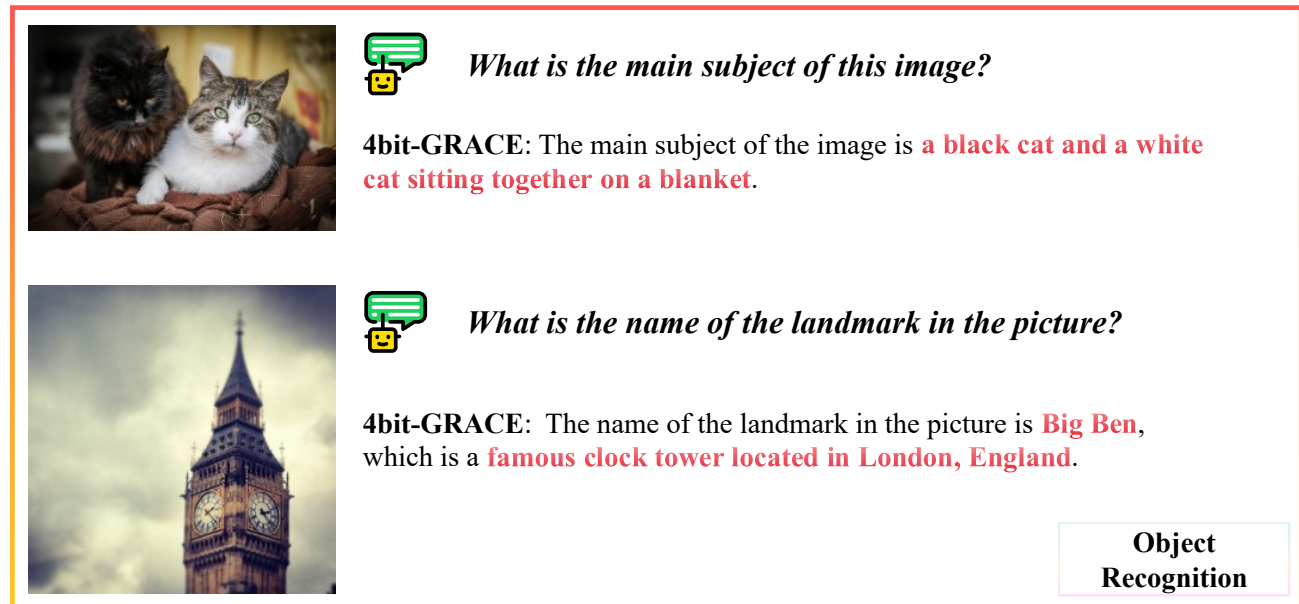 What is the main subject of this image?
4bit-GRACE: The main subject of the image is a black cat and a white
cat sitting together on a blanket.
What is the name of the landmark in the picture?
4bit-GRACE: The name of the landmark in the picture is Big Ben,
which is a famous clock tower located in London, England.
Object
Recognition